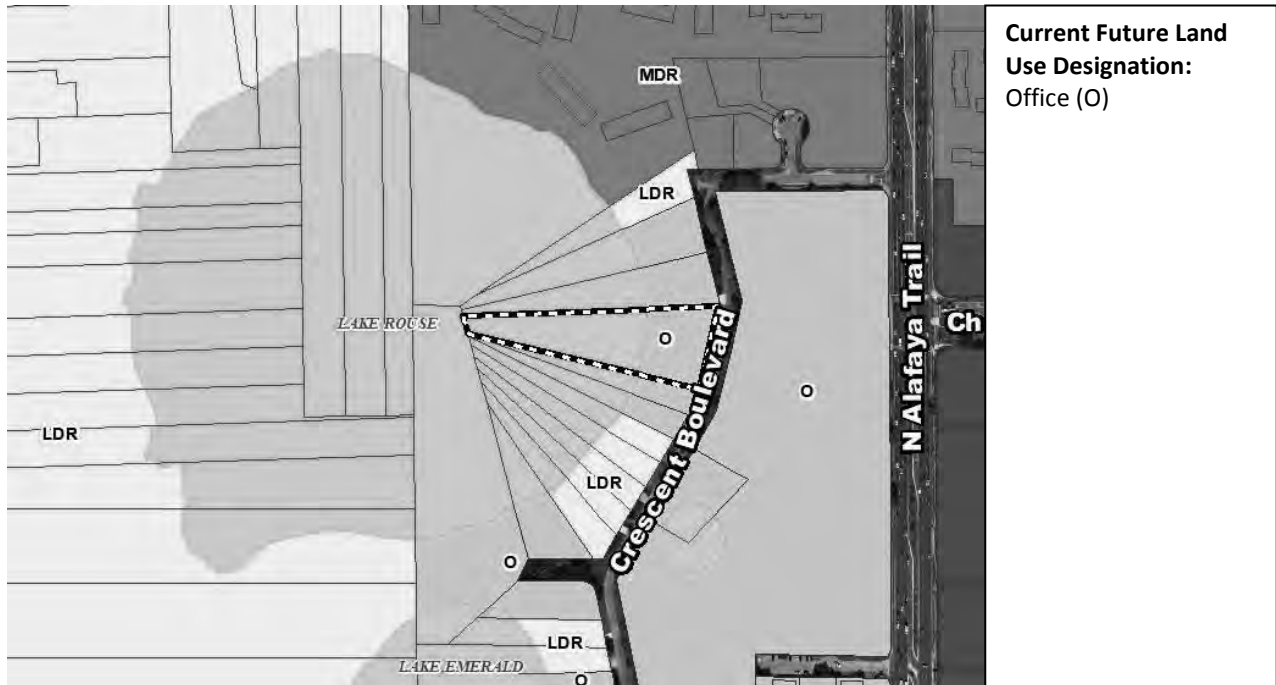 MDR
LDR
LAKE ROUSE
O
O
Crescent Boulevard
N Alafaya Trail
Ch
LDR
LDR
O
LDR
LAKE EMERALD
O
Current Future Land
Use Designation:
Office (O)